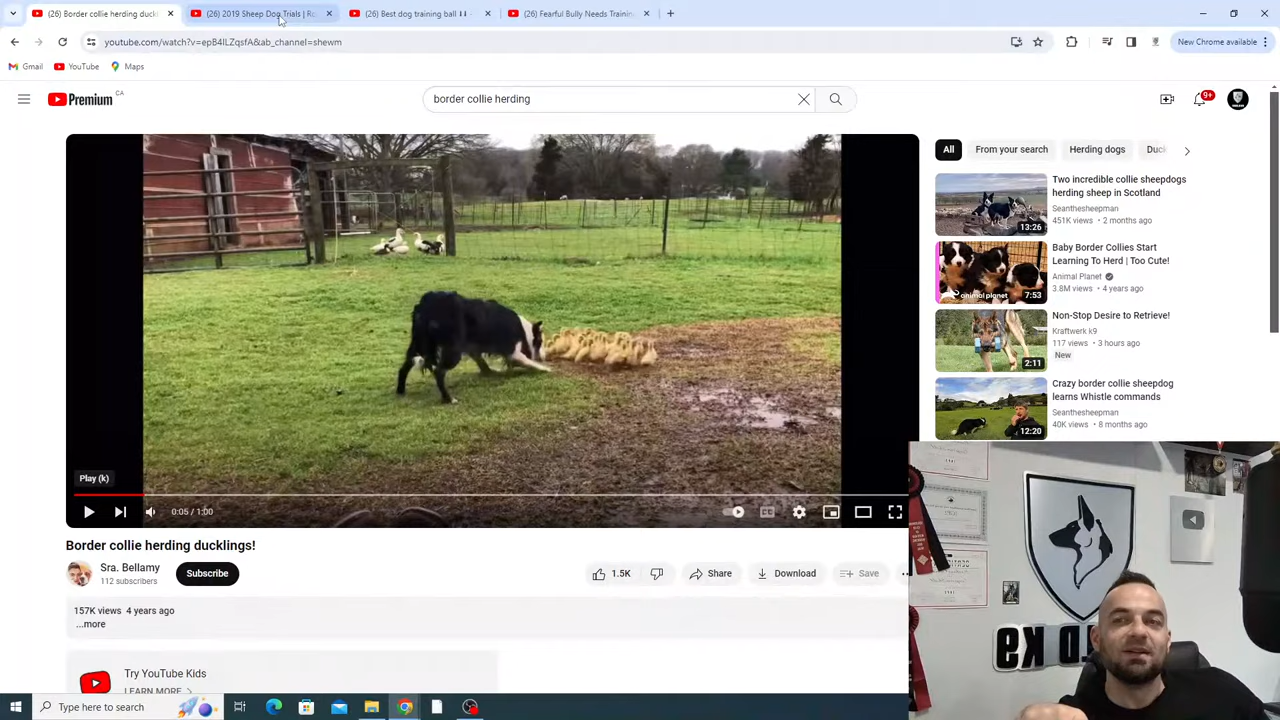 (26) Border collie herding duckl
(26) 2019 Sheep Dog Trials | R
(26) Best dog training ball
(26) Fearful Bully Needs Trainin
youtube.com/watch?v=epB4lLZqsfA&ab_channel=shewm
New Chrome available
Gmail
YouTube
Maps
Premium CA
border collie herding
9+
All
From your search
Herding dogs
Duc
Two incredible collie sheepdogs
herding sheep in Scotland
Seanthesheepman
451K views • 2 months ago
13:26
Baby Border Collies Start
Learning To Herd | Too Cute!
Animal Planet
3.8M views • 4 years ago
animal planet
7:53
Non-Stop Desire to Retrieve!
Kraftwerk k9
117 views • 3 hours ago
New
2:11
Crazy border collie sheepdog
learns Whistle commands
Seanthesheepman
40K views • 8 months ago
12:20
Play (k)
0:05 / 1:00
Border collie herding ducklings!
Sra. Bellamy
112 subscribers
Subscribe
1.5K
Share
Download
Save
157K views 4 years ago
...more
Try YouTube Kids
LEARN MORE
Type here to search